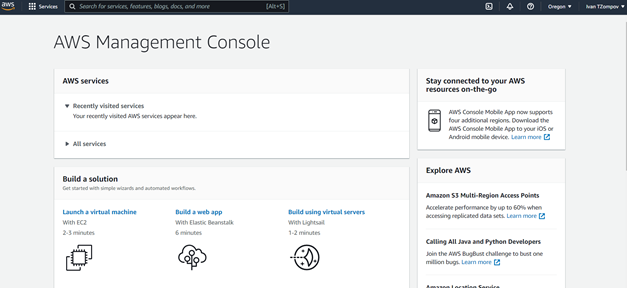 aws
Services
Search for services, features, blogs, docs, and more
[Alt+S]
Oregon
Ivan TZompov
AWS Management Console
AWS services
Recently visited services
Your recently visited AWS services appear here.
All services
Build a solution
Get started with simple wizards and automated workflows.
Launch a virtual machine
With EC2
2-3 minutes
Build a web app
With Elastic Beanstalk
6 minutes
Build using virtual servers
With Lightsail
1-2 minutes
Stay connected to your AWS
resources on-the-go
AWS Console Mobile App now supports
four additional regions. Download the
AWS Console Mobile App to your iOS or
Android mobile device. Learn more
Explore AWS
Amazon S3 Multi-Region Access Points
Accelerate performance by up to 60% when
accessing replicated data sets. Learn more
Calling All Java and Python Developers
Join the AWS BugBust challenge to bust one
million bugs. Learn more
Amazon Location Service